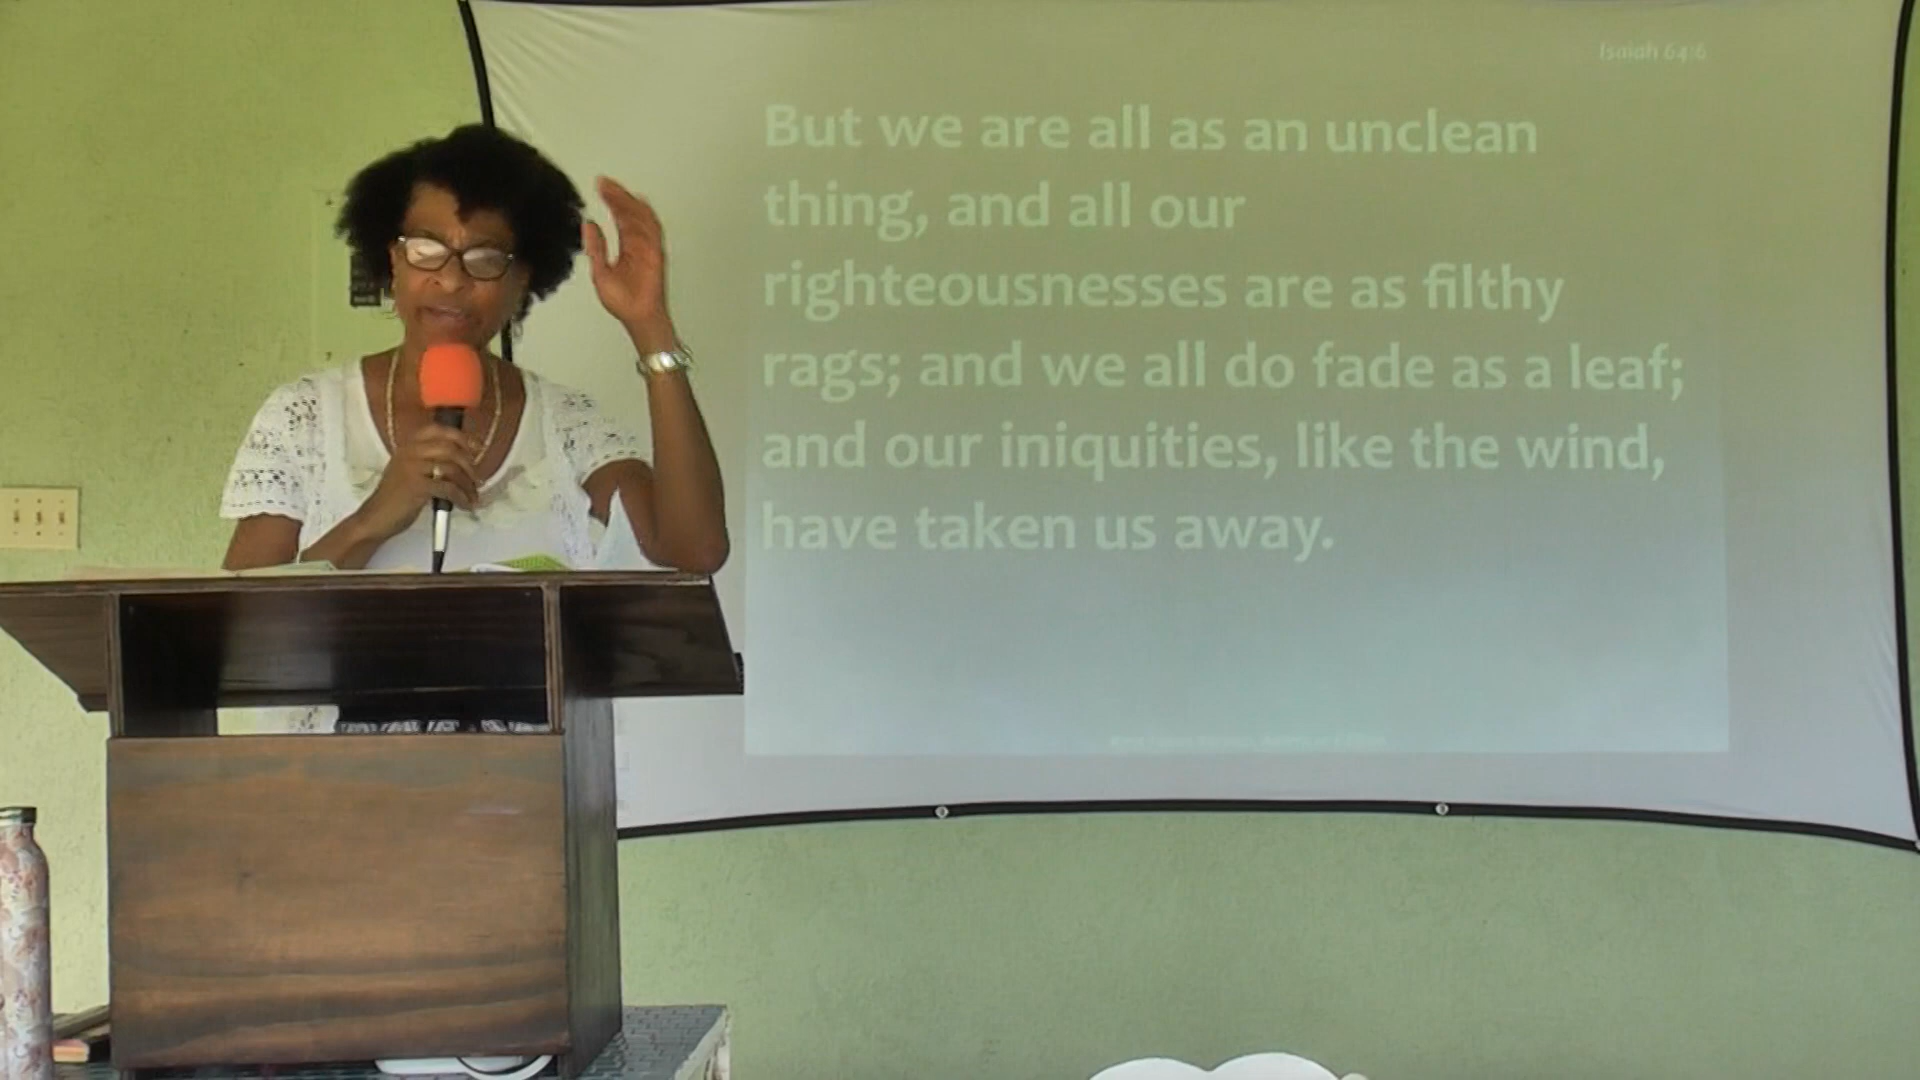 Isaiah 64:6
But we are all as an unclean
thing, and all our
righteousnesses are as filthy
rags; and we all do fade as a leaf;
and our iniquities, like the wind,
have taken us away.